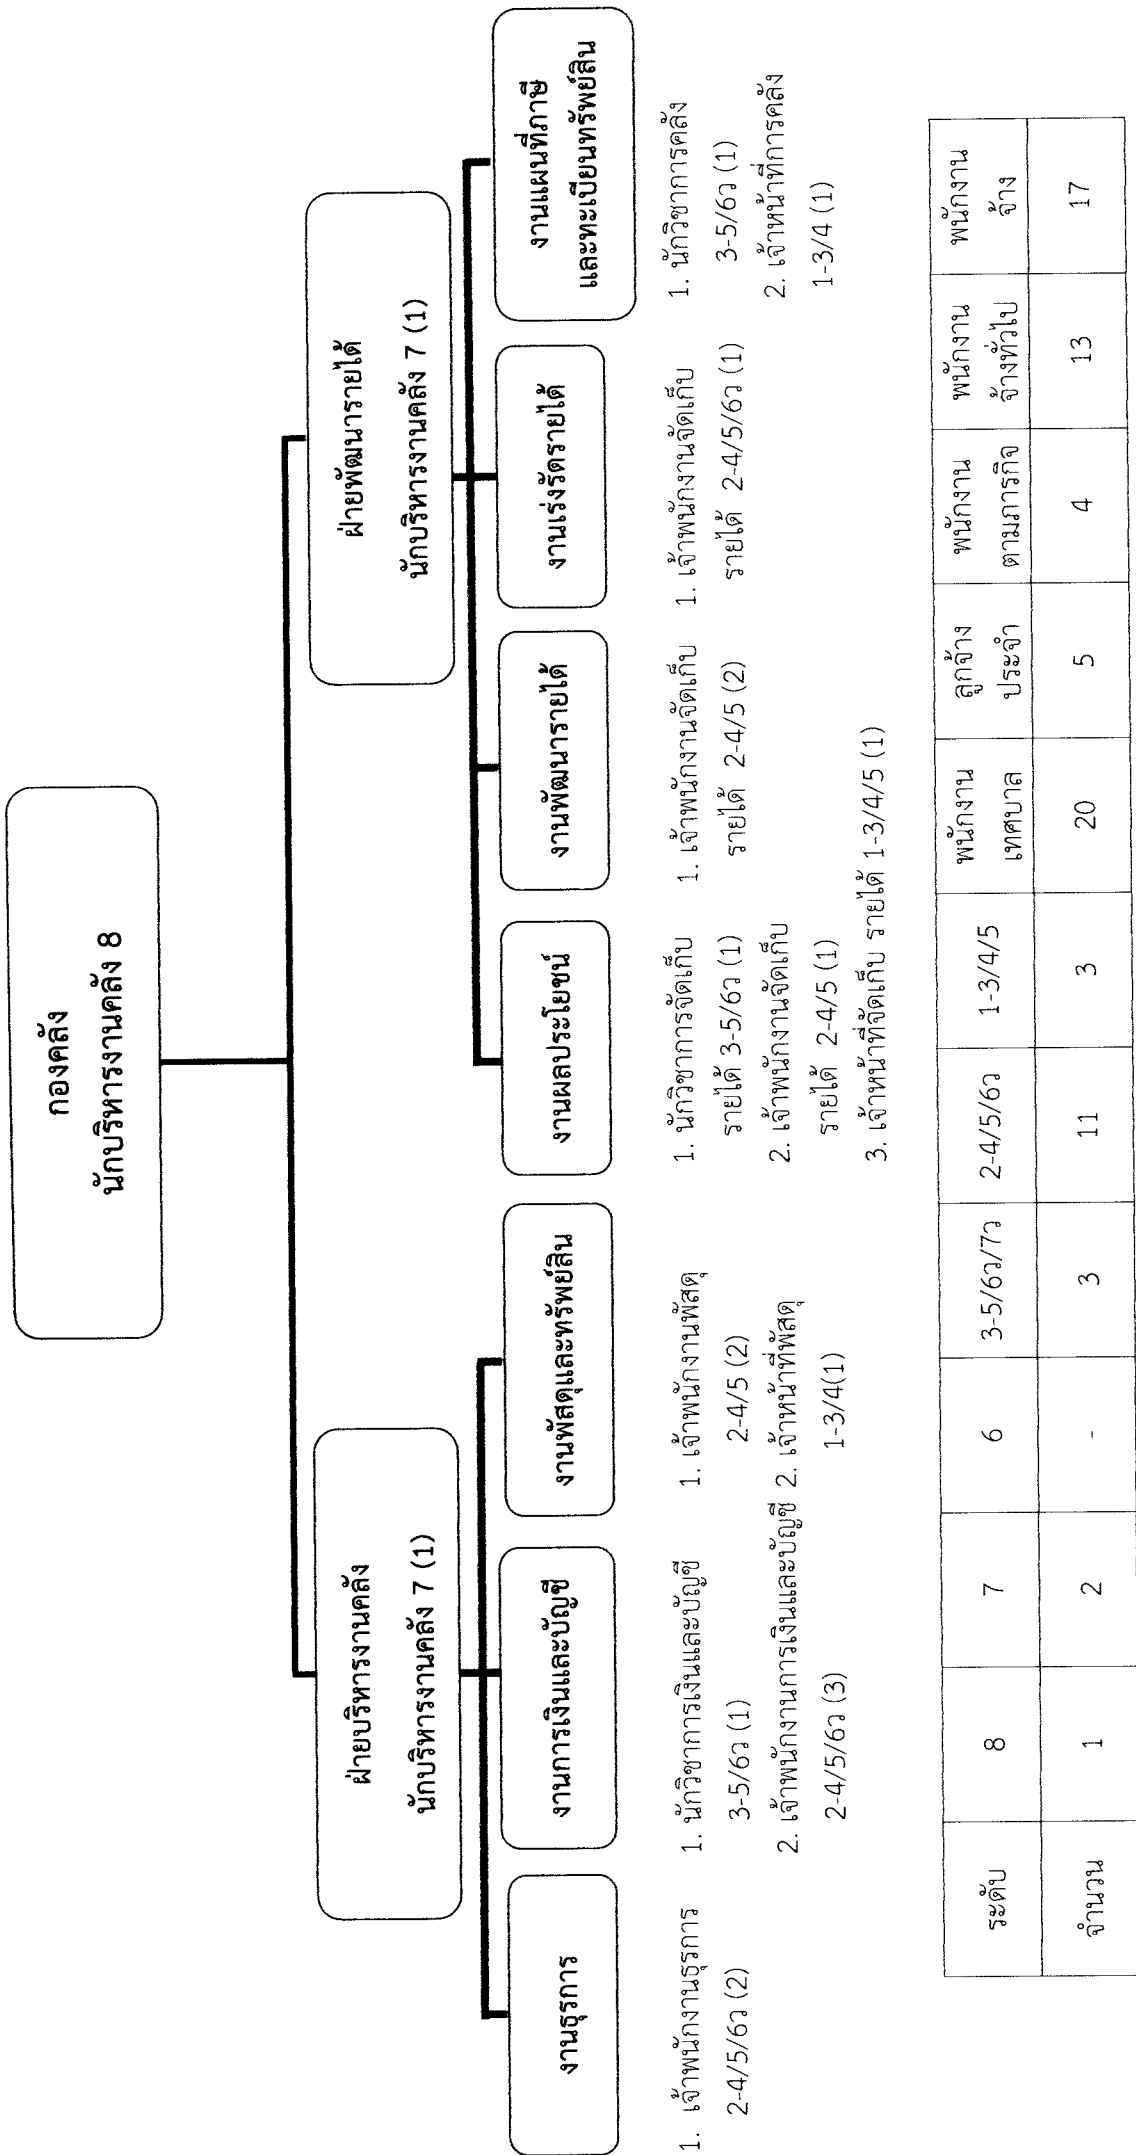 กองคลัง
นักบริหารงานคลัง 8
ฝ่ายบริหารงานคลัง
นักบริหารงานคลัง 7 (1)
ฝ่ายพัฒนารายได้
นักบริหารงานคลัง 7 (1)
งานธุรการ
งานการเงินและบัญชี
งานพัสดุและทรัพย์สิน
งานผลประโยชน์
งานพัฒนารายได้
งานเร่งรัดรายได้
งานแผนที่ภาษี
และทะเบียนทรัพย์สิน
1. เจ้าพนักงานธุรการ
2-4/5/6ว (2)
1. นักวิชาการเงินและบัญชี
3-5/6ว (1)
2. เจ้าพนักงานการเงินและบัญชี
2-4/5/6ว (3)
1. เจ้าพนักงานพัสดุ
2-4/5 (2)
2. เจ้าหน้าที่พัสดุ
1-3/4(1)
1. นักวิชาการจัดเก็บ
รายได้ 3-5/6ว (1)
2. เจ้าพนักงานจัดเก็บ
รายได้ 2-4/5 (1)
3. เจ้าหน้าที่จัดเก็บ รายได้ 1-3/4/5 (1)
1. เจ้าพนักงานจัดเก็บ
รายได้ 2-4/5 (2)
1. เจ้าพนักงานจัดเก็บ
รายได้ 2-4/5/6ว (1)
1. นักวิชาการคลัง
3-5/6ว (1)
2. เจ้าหน้าที่การคลัง
1-3/4 (1)
ระดับ 8 7 6 3-5/6ว/7ว 2-4/5/6ว 1-3/4/5 พนักงาน ลูกจ้าง พนักงาน พนักงาน พนักงาน
เทศบาล ประจำ ตามภารกิจ จ้างทั่วไป จ้าง
จำนวน 1 2 - 3 11 3 20 5 4 13 17